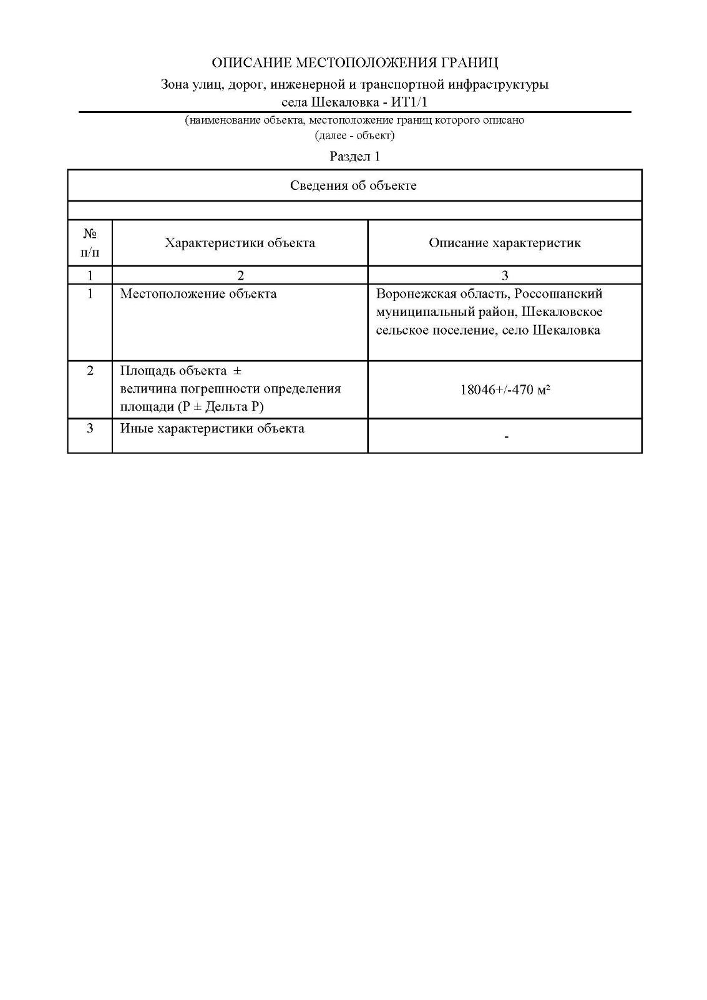 ОПИСАНИЕ МЕСТОПОЛОЖЕНИЯ ГРАНИЦ
Зона улиц, дорог, инженерной и транспортной инфраструктуры
села Шекаловка - ИТ1/1
(наименование объекта, местоположение границ которого описано
(далее - объект)
Раздел 1
Сведения об объекте
№
п/п
Характеристики объекта
Описание характеристик
1
2
3
1
Местоположение объекта
Воронежская область, Россошанский
муниципальный район, Шекаловское
сельское поселение, село Шекаловка
2
Площадь объекта ±
величина погрешности определения
площади (Р ± Дельта Р)
18046+/-470 м²
3
Иные характеристики объекта
-